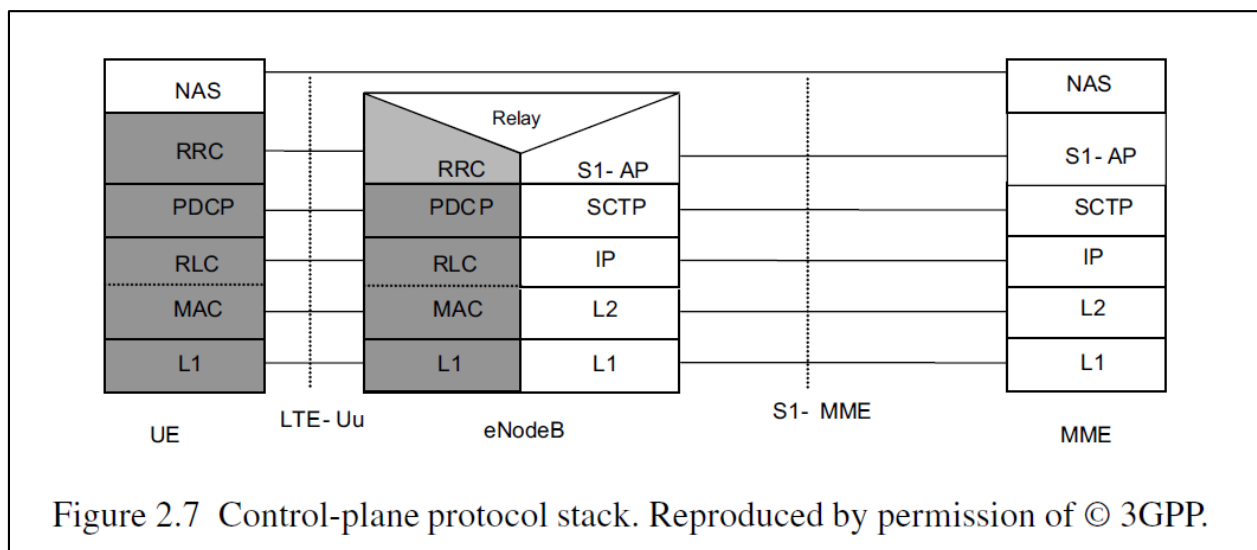 NAS
RRC
PDCP
RLC
MAC
L1
UE
LTE- Uu
Relay
RRC
S1- AP
PDCP
SCTP
RLC
IP
MAC
L2
L1
L1
eNodeB
S1- MME
NAS
S1- AP
SCTP
IP
L2
L1
MME
Figure 2.7 Control-plane protocol stack. Reproduced by permission of © 3GPP.